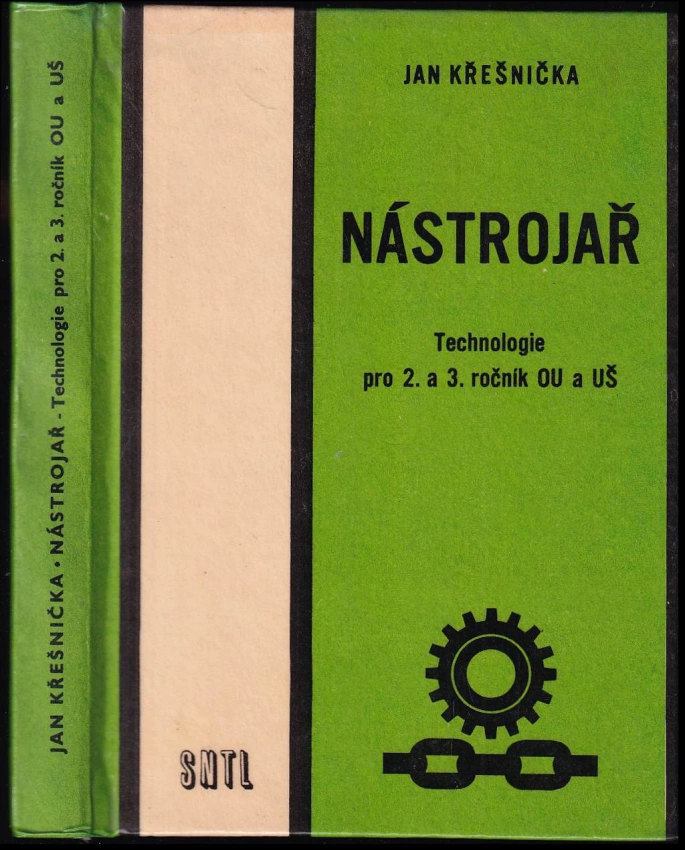 JAN KŘEŠNIČKA • NÁSTROJAŘ - Technologie pro 2. a 3. ročník OU a UŠ
JAN KŘEŠNIČKA
NÁSTROJAŘ
Technologie
pro 2. a 3. ročník OU a UŠ
SNTL